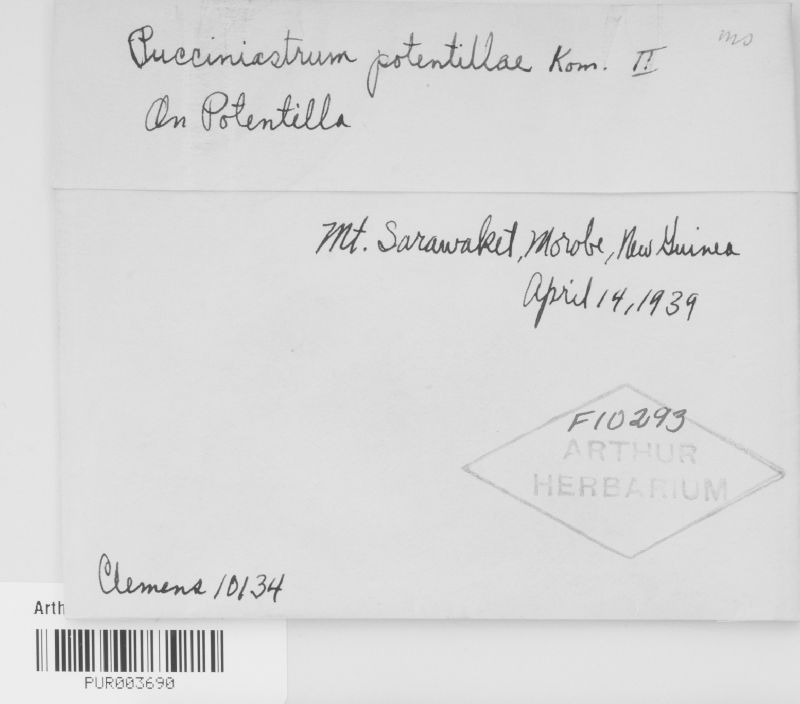 Pucciniastrum potentillae Kom. II
ms
On Potentilla
Mt. Sarawaket, Morobe, New Guinea
April 14, 1939
F10293
ARTHUR
HERBARIUM
Clemens 10134
Arth
PUR003690